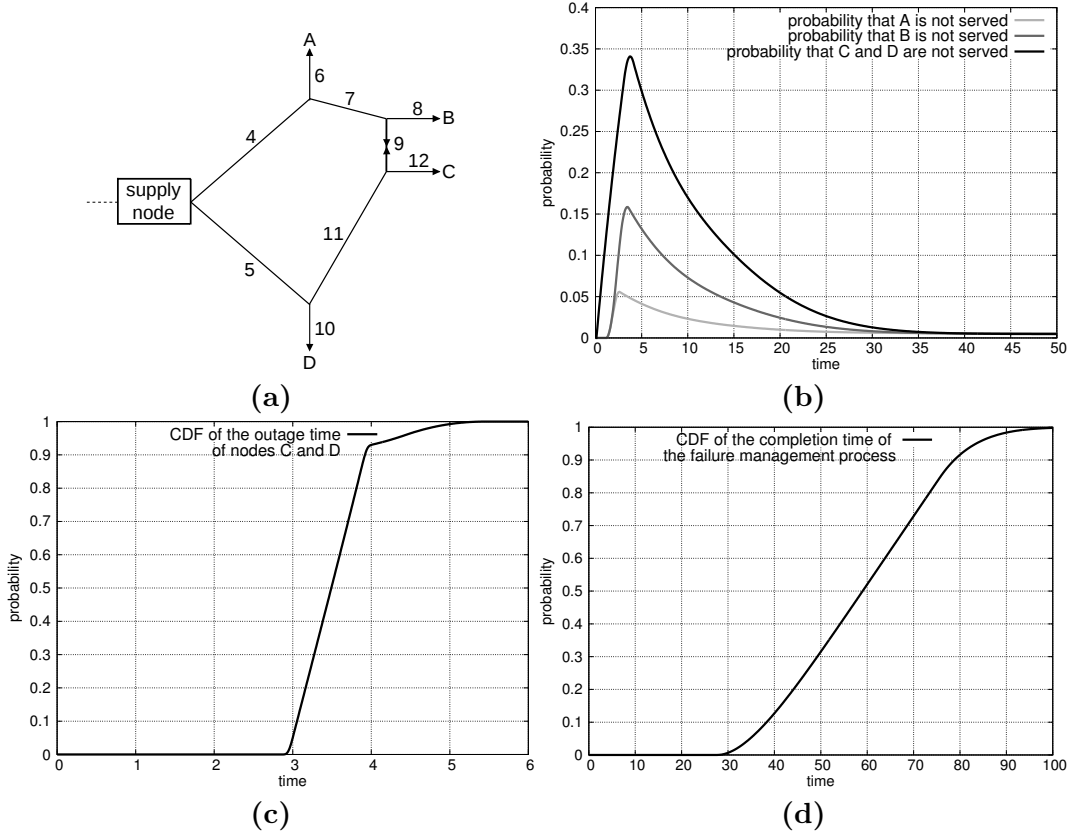 A
6
7
8
B
4
9
12
C
supply
node
11
5
10
D
(a)
0.4
0.35
0.3
0.25
0.2
0.15
0.1
0.05
0
probability
probability that A is not served
probability that B is not served
probability that C and D are not served
0 5 10 15 20 25 30 35 40 45 50
time
(b)
1
0.9
0.8
0.7
0.6
0.5
0.4
0.3
0.2
0.1
0
probability
CDF of the outage time
of nodes C and D
0 1 2 3 4 5 6
time
(c)
1
0.9
0.8
0.7
0.6
0.5
0.4
0.3
0.2
0.1
0
probability
CDF of the completion time of
the failure management process
0 10 20 30 40 50 60 70 80 90 100
time
(d)